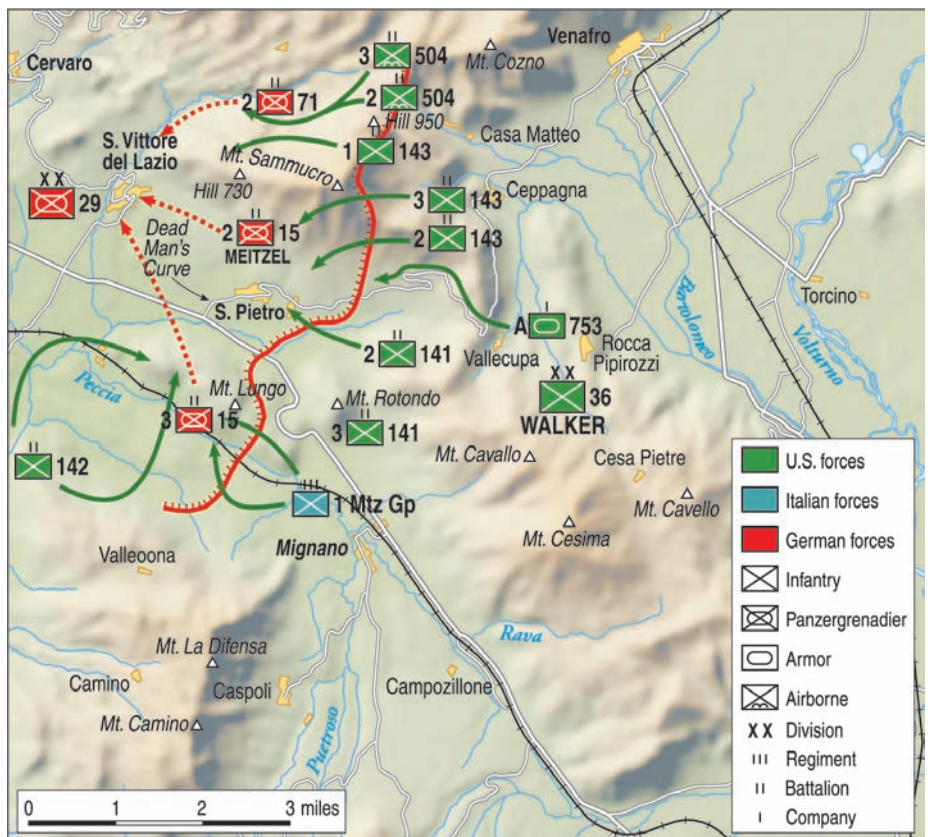 Cervaro
3 504
Mt. Cozno
Venafro
2 71
2 504
Hill 950
Casa Matteo
S. Vittore
del Lazio
Mt. Sammucro
1 143
Hill 730
XX
29
3 143
Ceppagna
Dead
Man's
Curve
2 15
MEITZEL
2 143
S. Pietro
A 753
Vallecupa
Rocca
Pipirozzi
Barnolomeo
Torcino
Volturno
2 141
Peccia
Mt. Lungo
Mt. Rotondo
XX
36
WALKER
3 15
3 141
142
Mt. Cavallo
Cesa Pietre
Mt. Cavello
1 Mtz Gp
Mt. Cesima
Mignano
Valleoona
Rava
Mt. La Difensa
Camino
Caspoli
Campozillone
Mt. Camino
Puetroso
0 1 2 3 miles
U.S. forces
Italian forces
German forces
Infantry
Panzergrenadier
Armor
Airborne
XX Division
III Regiment
II Battalion
I Company